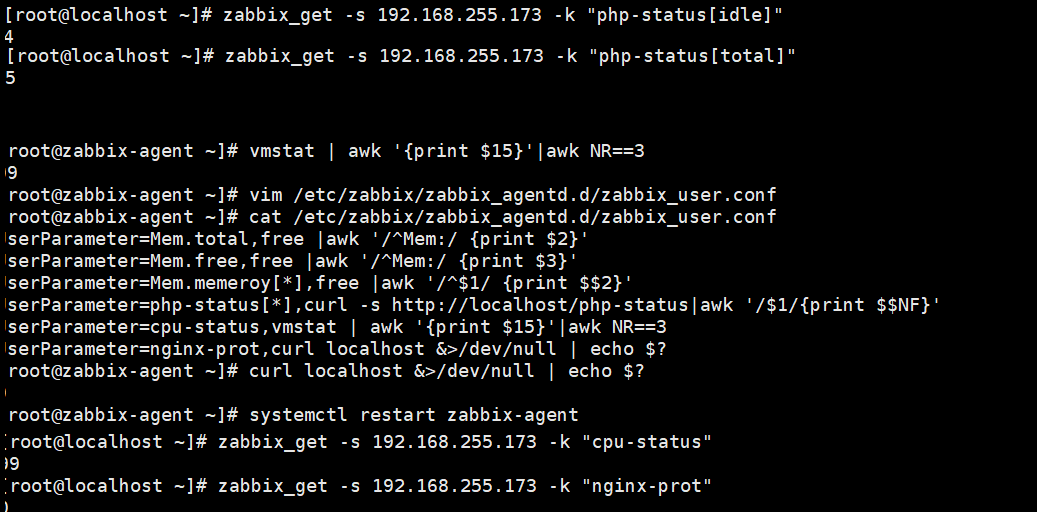 [root@localhost ~]# zabbix_get -s 192.168.255.173 -k "php-status[idle]"
4
[root@localhost ~]# zabbix_get -s 192.168.255.173 -k "php-status[total]"
5
root@zabbix-agent ~]# vmstat | awk '{print $15}'|awk NR==3
99
root@zabbix-agent ~]# vim /etc/zabbix/zabbix_agentd.d/zabbix_user.conf
root@zabbix-agent ~]# cat /etc/zabbix/zabbix_agentd.d/zabbix_user.conf
serParameter=Mem.total,free |awk '/^Mem:/ {print $2}'
serParameter=Mem.free,free |awk '/^Mem:/ {print $3}'
serParameter=Mem.memeroy[*],free |awk '/^$1/ {print $$2}'
serParameter=php-status[*],curl -s http://localhost/php-status|awk '/$1/{print $$NF}'
serParameter=cpu-status,vmstat | awk '{print $15}'|awk NR==3
serParameter=nginx-prot,curl localhost &>/dev/null | echo $?
root@zabbix-agent ~]# curl localhost &>/dev/null | echo $?
root@zabbix-agent ~]# systemctl restart zabbix-agent
[root@localhost ~]# zabbix_get -s 192.168.255.173 -k "cpu-status"
99
[root@localhost ~]# zabbix_get -s 192.168.255.173 -k "nginx-prot"
0